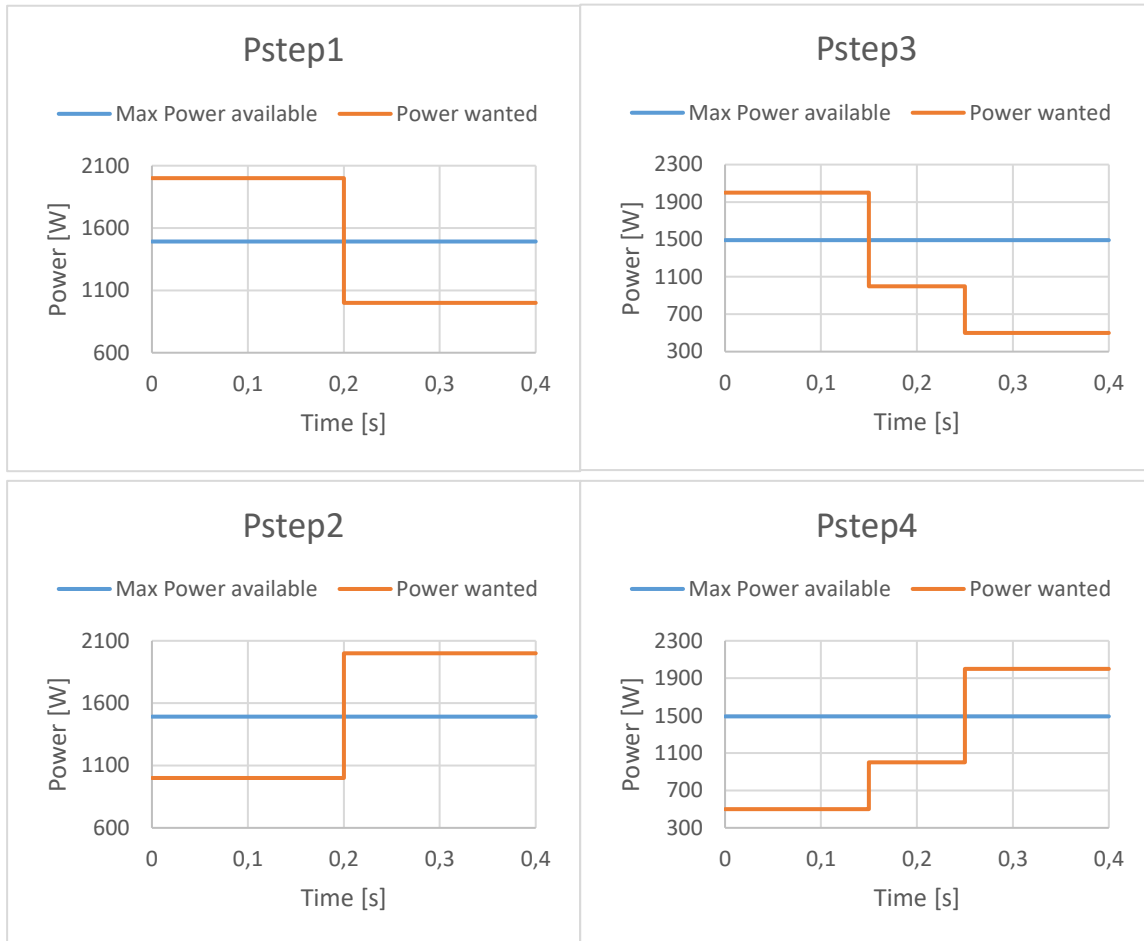 Pstep1
Max Power available Power wanted
2100
1600
1100
600
Power [W]
0 0,1 0,2 0,3 0,4
Time [s]
Pstep3
Max Power available Power wanted
2300
1900
1500
1100
700
300
Power [W]
0 0,1 0,2 0,3 0,4
Time [s]
Pstep2
Max Power available Power wanted
2100
1600
1100
600
Power [W]
0 0,1 0,2 0,3 0,4
Time [s]
Pstep4
Max Power available Power wanted
2300
1900
1500
1100
700
300
Power [W]
0 0,1 0,2 0,3 0,4
Time [s]